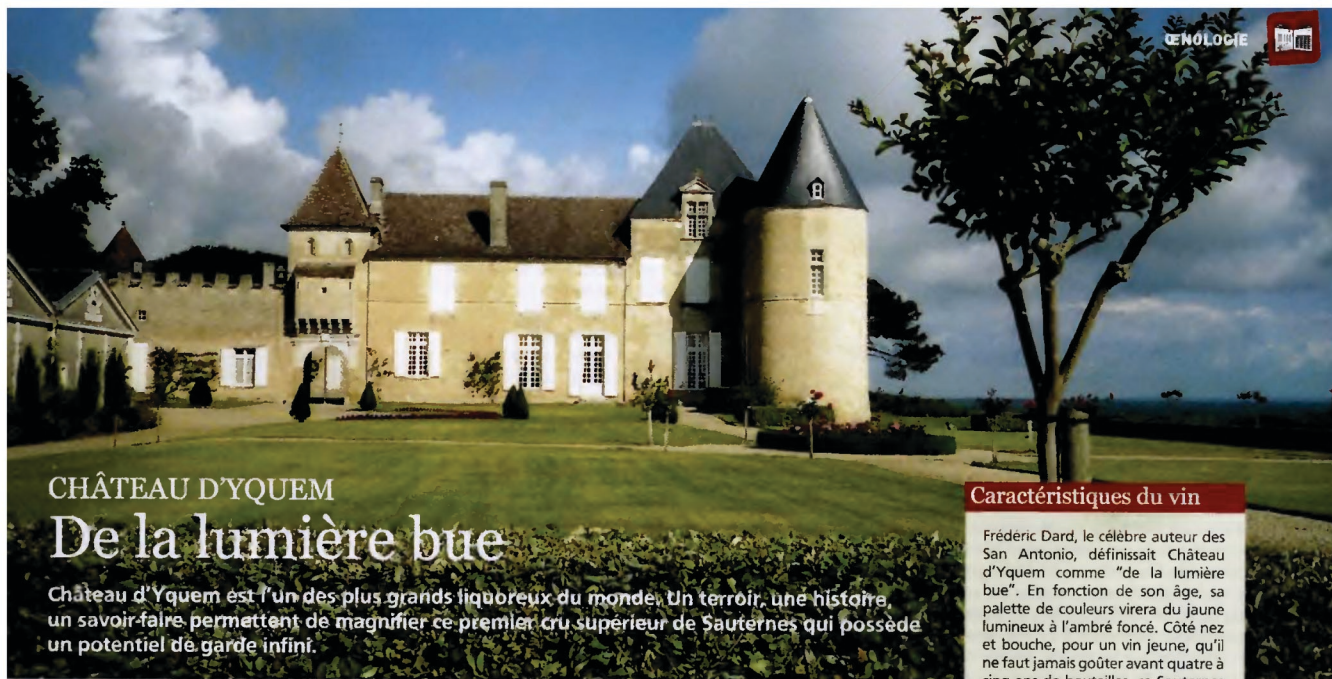 ŒNOLOGIE
CHÂTEAU D'YQUEM
De la lumière bue
Château d'Yquem est l'un des plus grands liquoreux du monde. Un terroir, une histoire,
un savoir-faire permettent de magnifier ce premier cru supérieur de Sauternes qui possède
un potentiel de garde infini.
Caractéristiques du vin
Frédéric Dard, le célèbre auteur des
San Antonio, définissait Château
d'Yquem comme "de la lumière
bue". En fonction de son âge, sa
palette de couleurs virera du jaune
lumineux à l'ambré foncé. Côté nez
et bouche, pour un vin jeune, qu'il
ne faut jamais goûter avant quatre à